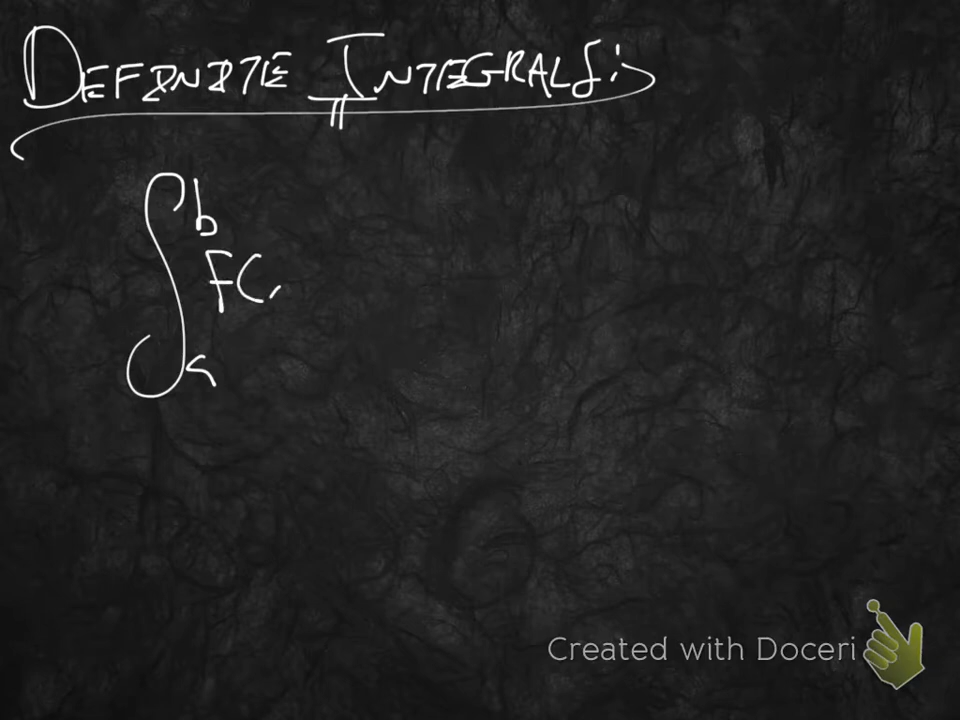 DEFINITE INTEGRALS:
∫ b
F(
a
Created with Doceri